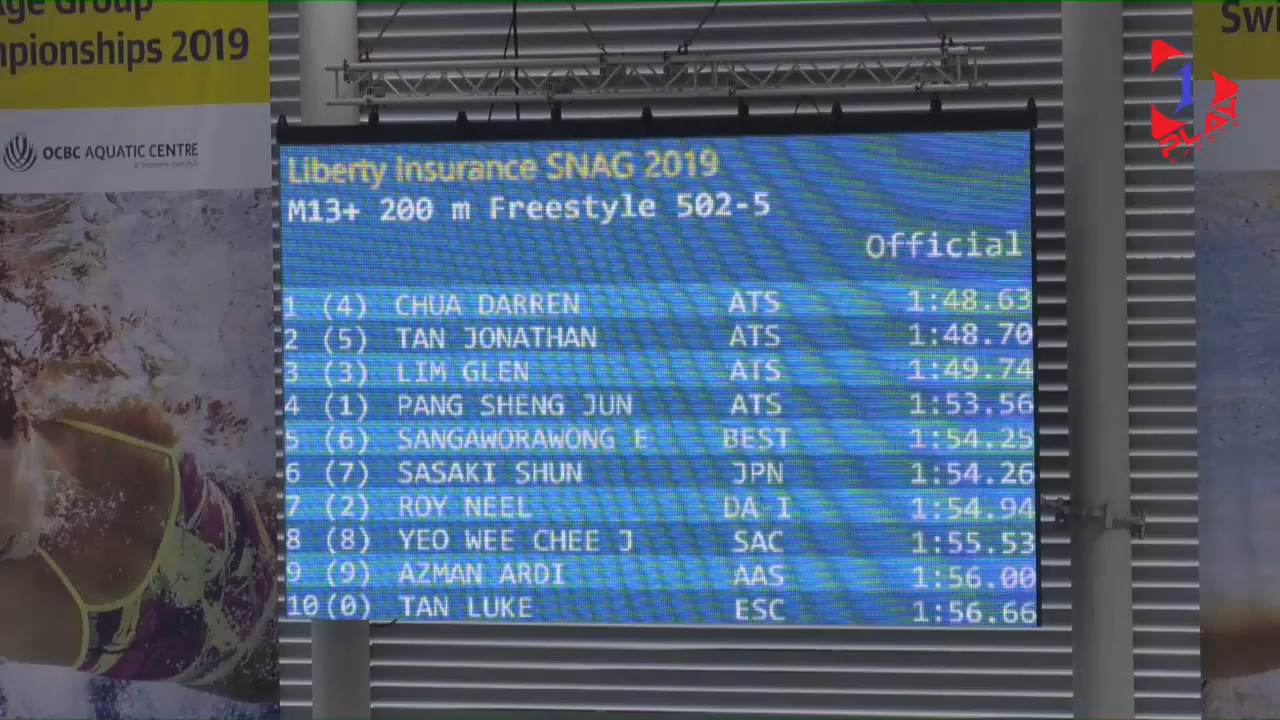 Age Group
mpionships 2019
Swi
OCBC AQUATIC CENTRE
1
PLAY
Liberty Insurance SNAG 2019
M13+ 200 m Freestyle 502-5
Official
1 (4) CHUA DARREN ATS 1:48.63
2 (5) TAN JONATHAN ATS 1:48.70
3 (3) LIM GLEN ATS 1:49.74
4 (1) PANG SHENG JUN ATS 1:53.56
5 (6) SANGAWORAWONG F BEST 1:54.25
6 (7) SASAKI SHUN JPN 1:54.26
7 (2) ROY NEEL DA I 1:54.94
8 (8) YEO WEE CHEE J SAC 1:55.53
9 (9) AZMAN ARDI AAS 1:56.00
10 (0) TAN LUKE ESC 1:56.66